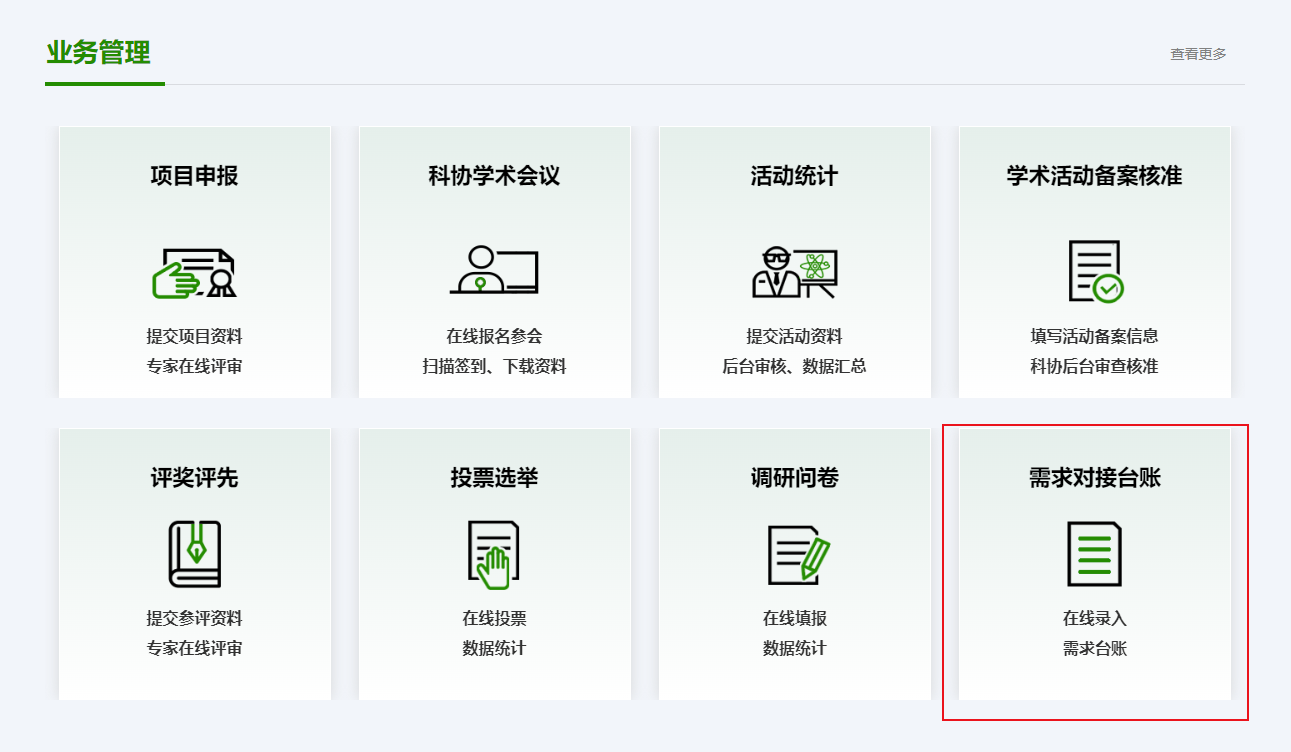 业务管理
查看更多
项目申报
科协学术会议
活动统计
学术活动备案核准
提交项目资料
专家在线评审
在线报名参会
扫描签到、下载资料
提交活动资料
后台审核、数据汇总
填写活动备案信息
科协后台审查核准
评奖评先
投票选举
调研问卷
需求对接台账
提交参评资料
专家在线评审
在线投票
数据统计
在线填报
数据统计
在线录入
需求台账